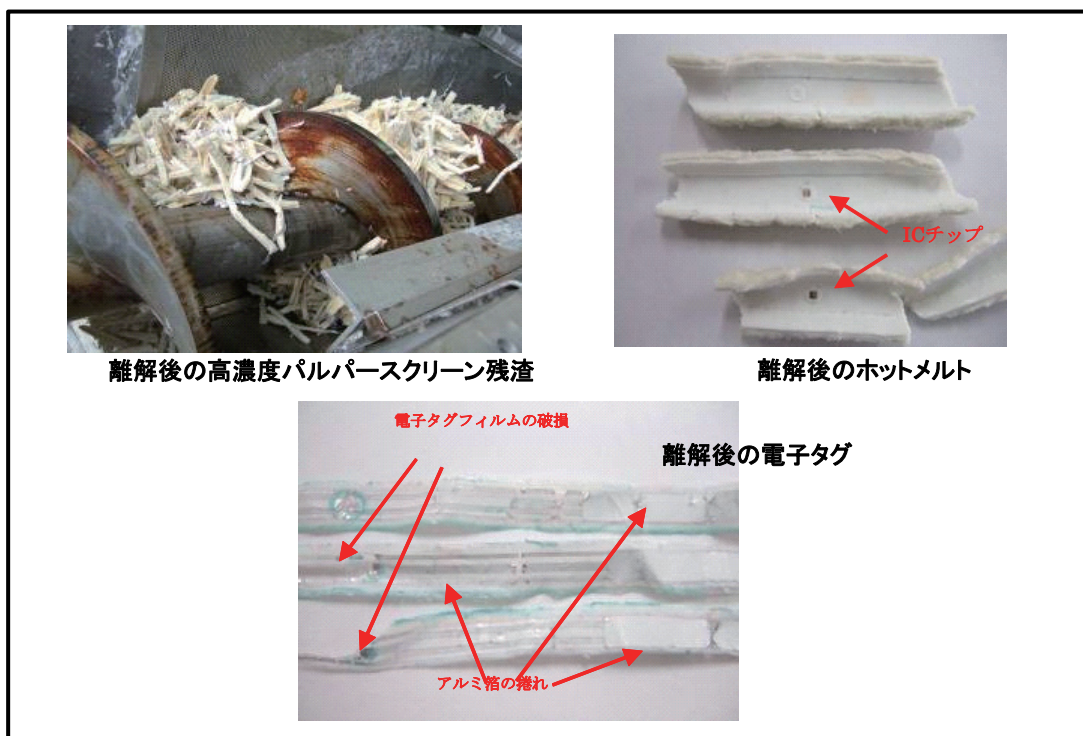 ICチップ
離解後の高濃度パルパースクリーン残渣
離解後のホットメルト
電子タグフィルムの破損
離解後の電子タグ
アルミ箔の捲れ